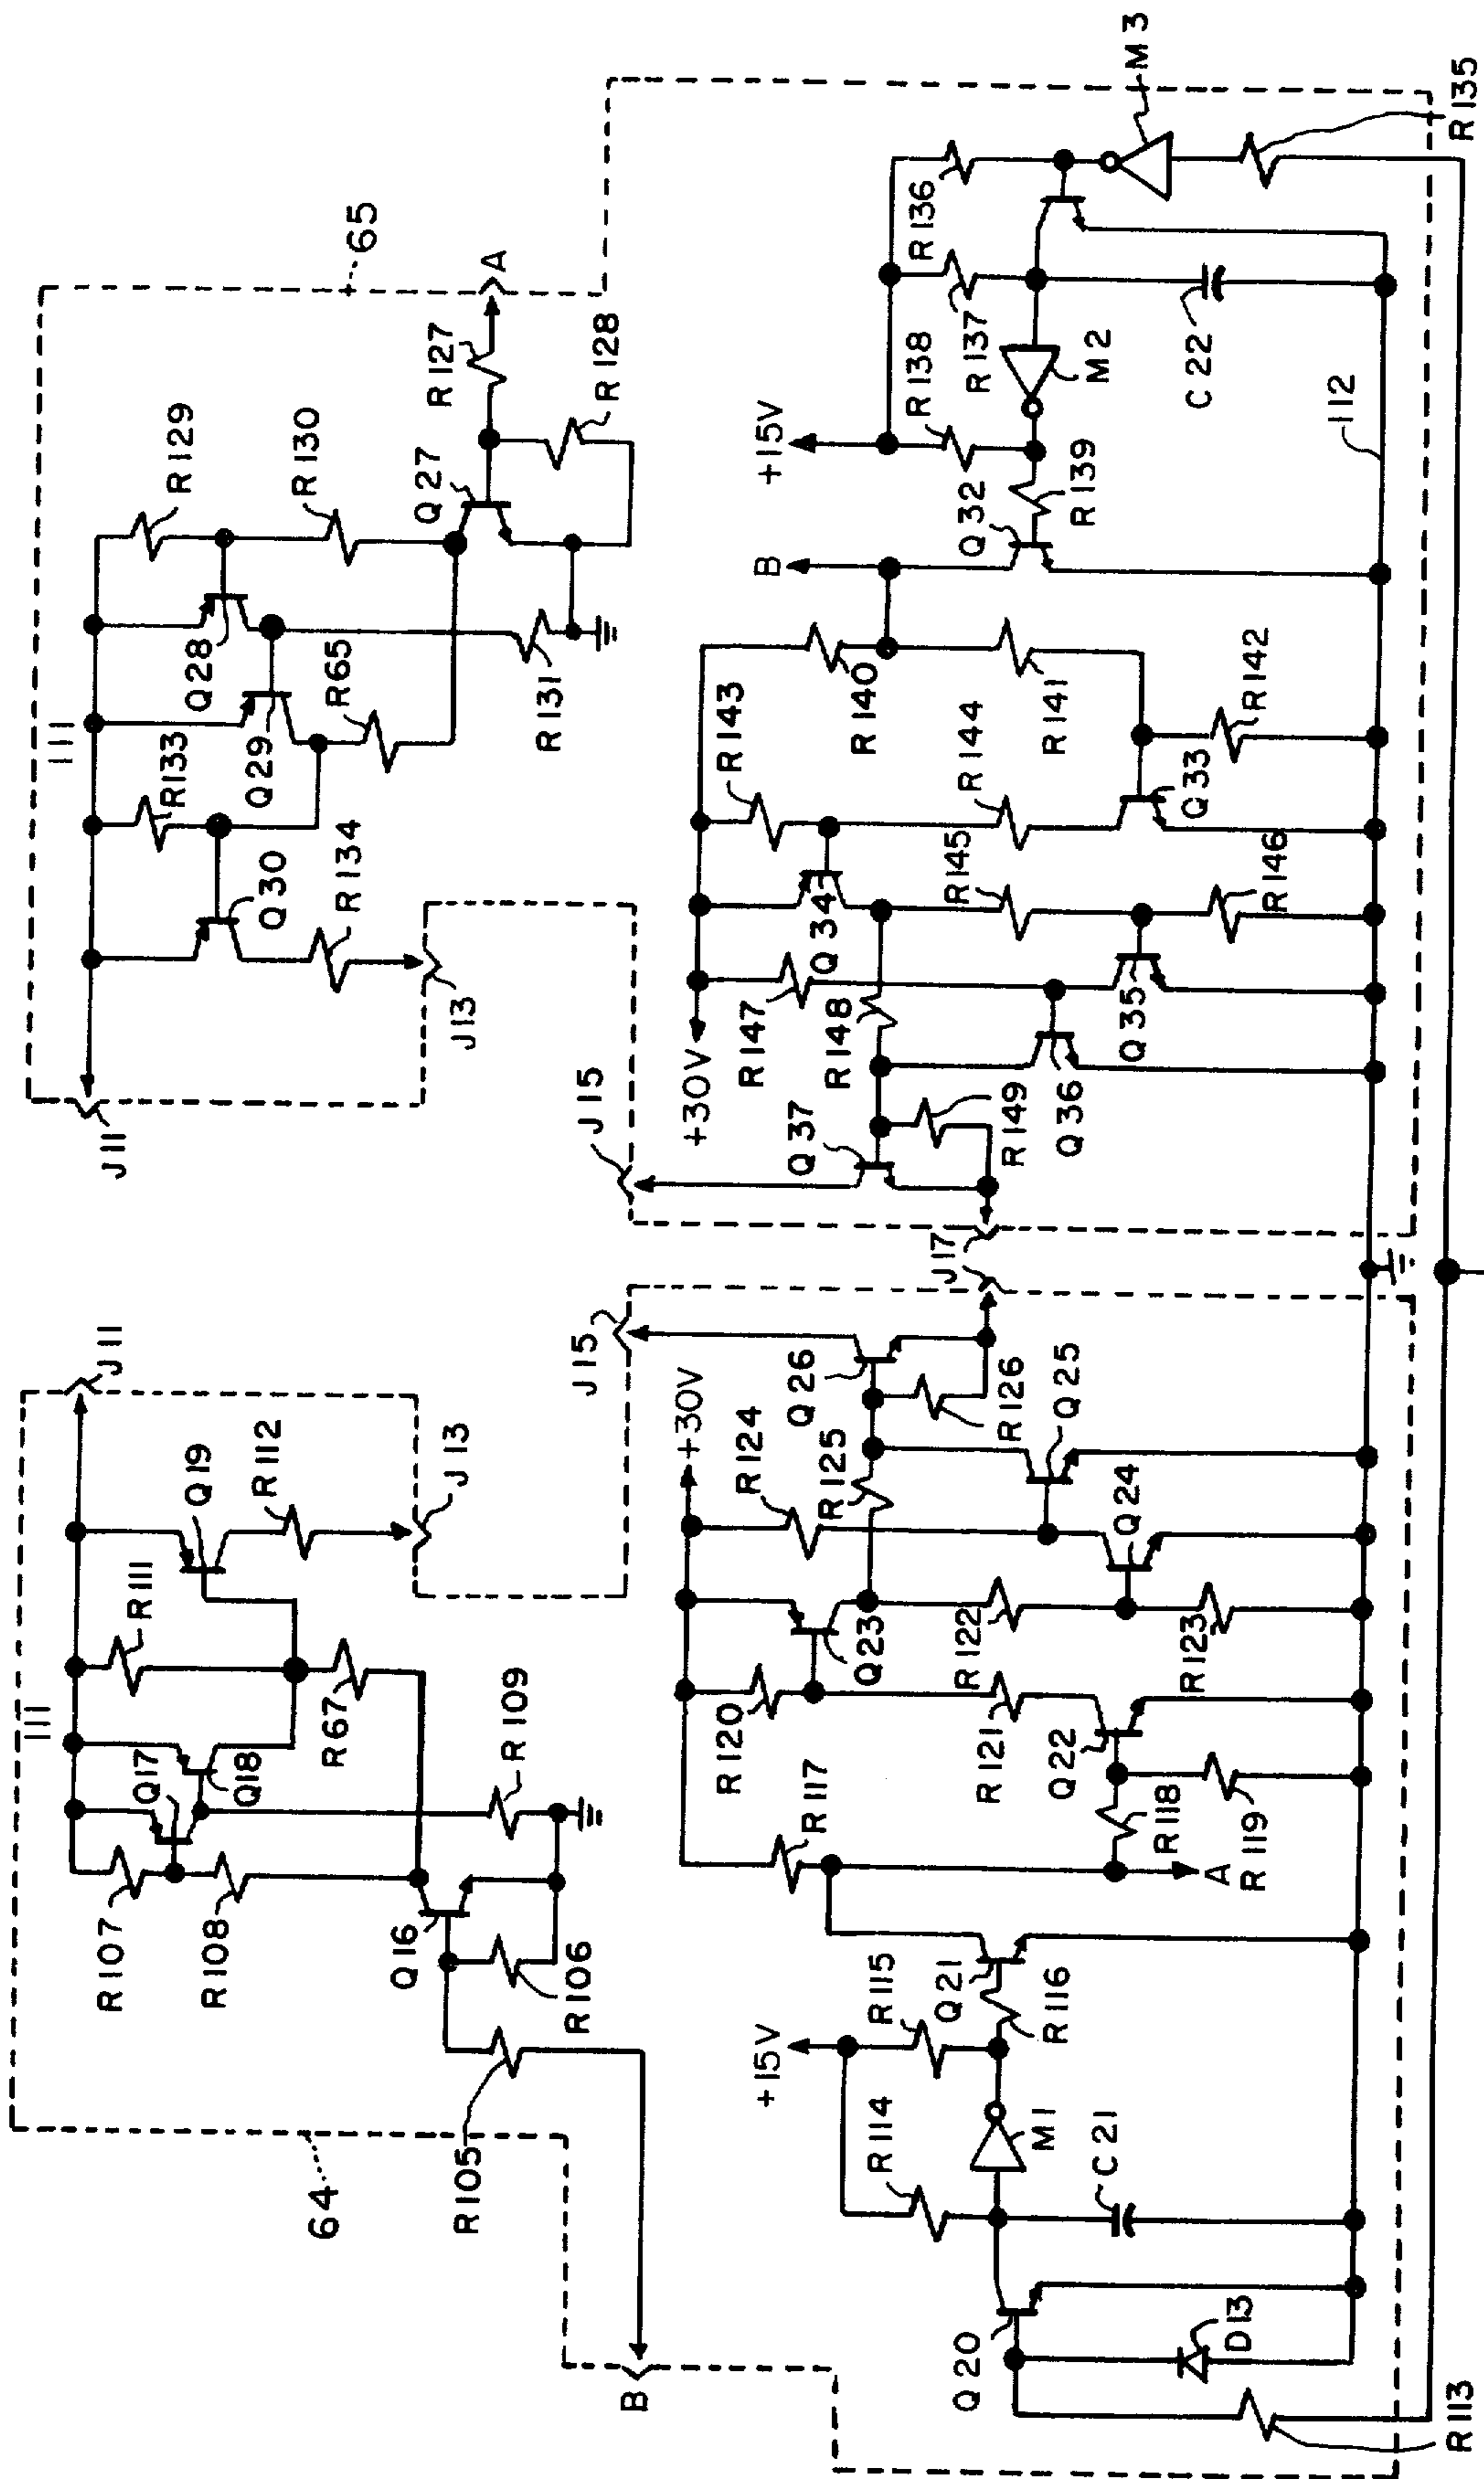 J11
111
R133
Q28
R129
65
Q29
R65
R130
Q30
R134
Q27
R127
A
R131
R128
J13
J15
+30V
R143
R140
B
+15V
R138
R137
R136
M3
R147
Q34
R145
R144
R141
Q32
R139
M2
R148
Q37
R149
Q36
Q35
R146
Q33
R142
C22
112
R135
J17
64
111
J11
R107
Q17
R111
Q19
R108
Q18
R67
R112
Q16
R109
J13
R105
R106
B
J15
+15V
R117
R120
+30V
R124
Q26
R114
R115
Q23
R125
R126
Q21
R116
R121
R122
Q25
M1
Q22
Q24
C21
R118
R123
A
R119
Q20
D13
R113